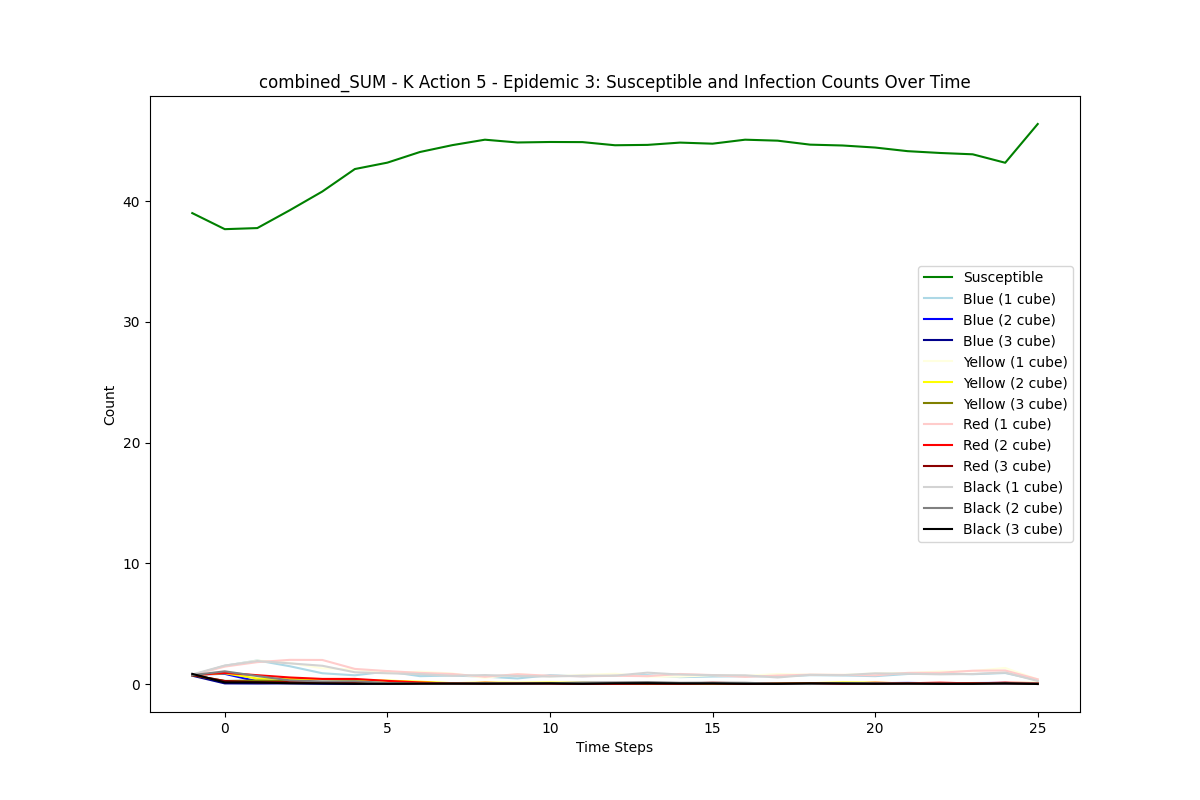 combined_SUM - K Action 5 - Epidemic 3: Susceptible and Infection Counts Over Time
Count
40
30
20
10
0
Susceptible
Blue (1 cube)
Blue (2 cube)
Blue (3 cube)
Yellow (1 cube)
Yellow (2 cube)
Yellow (3 cube)
Red (1 cube)
Red (2 cube)
Red (3 cube)
Black (1 cube)
Black (2 cube)
Black (3 cube)
0 5 10 15 20 25
Time Steps